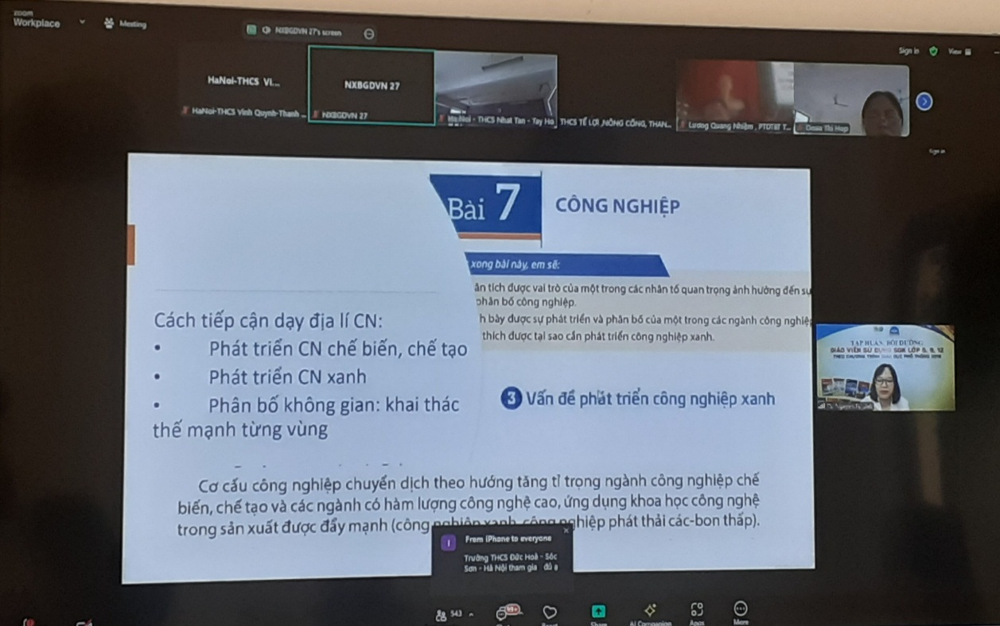 zoom
Workplace
Meeting
NXBGDVN 27's screen
Sign in
View
HaNoi-THCS VI...
HaNoi-THCS Vinh Quynh-Thanh ...
NXBGDVN 27
NXBGDVN 27
Ha Noi - THCS Nhat Tan - Tay Ho
THCS TẾ LỢI ,NÔNG CỐNG, THAN...
Lương Quang Nhiệm , PTDTBT T...
Doan Thi Hop
Sign in
Bài 7
CÔNG NGHIỆP
xong bài này, em sẽ:
ân tích được vai trò của một trong các nhân tố quan trọng ảnh hưởng đến sự
phân bố công nghiệp.
h bày được sự phát triển và phân bố của một trong các ngành công nghiệp
thích được tại sao cần phát triển công nghiệp xanh.
Cách tiếp cận dạy địa lí CN:
• Phát triển CN chế biến, chế tạo
• Phát triển CN xanh
• Phân bố không gian: khai thác
thế mạnh từng vùng
3 Vấn đề phát triển công nghiệp xanh
TẬP HUẤN, BỒI DƯỠNG
GIÁO VIÊN SỬ DỤNG SGK LỚP 5, 9, 12
THEO CHƯƠNG TRÌNH GIÁO DỤC PHỔ THÔNG 2018
Cơ cấu công nghiệp chuyển dịch theo hướng tăng tỉ trọng ngành công nghiệp chế
biến, chế tạo và các ngành có hàm lượng công nghệ cao, ứng dụng khoa học công nghệ
trong sản xuất được đẩy mạnh (công nghiệp xanh, công nghiệp phát thải các-bon thấp).
I
From iPhone to everyone
Trường THCS Đức Hoà - Sóc
Sơn - Hà Nội tham gia đủ ạ
543
99+
Share
AI Companion
Apps
More